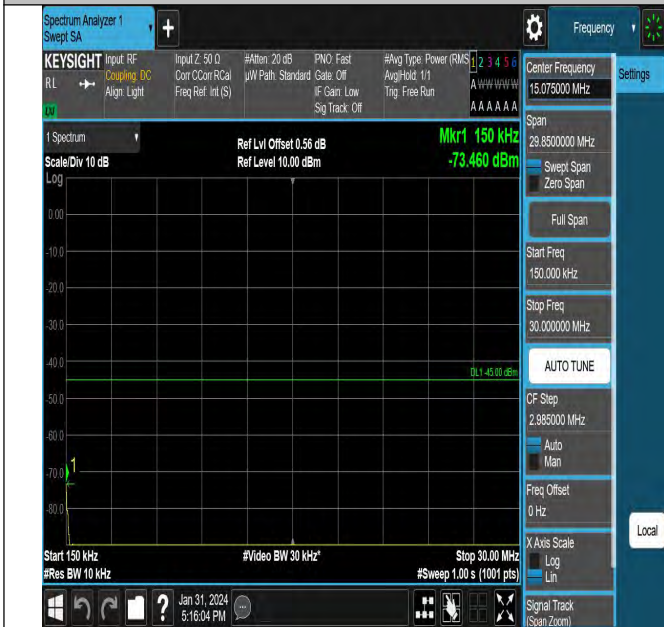 Spectrum Analyzer 1
Swept SA
Frequency
KEYSIGHT
RL
Input: RF
Coupling: DC
Align: Light
Input Z: 50 Ω
Corr CCorr RCal
Freq Ref: Int (S)
#Atten: 20 dB
µW Path: Standard
PNO: Fast
Gate: Off
IF Gain: Low
Sig Track: Off
#Avg Type: Power (RMS
Avg|Hold: 1/1
Trig: Free Run
1 2 3 4 5 6
A W W W W W
A A A A A A
1 Spectrum
Scale/Div 10 dB
Log
Ref Lvl Offset 0.56 dB
Ref Level 10.00 dBm
Mkr1 150 kHz
-73.460 dBm
0.00
-10.0
-20.0
-30.0
-40.0
DL1 -45.00 dBm
-50.0
-60.0
-70.0
1
-80.0
Start 150 kHz
#Res BW 10 kHz
#Video BW 30 kHz*
Stop 30.00 MHz
#Sweep 1.00 s (1001 pts)
Jan 31, 2024
5:16:04 PM
Center Frequency
15.075000 MHz
Settings
Span
29.8500000 MHz
Swept Span
Zero Span
Full Span
Start Freq
150.000 kHz
Stop Freq
30.000000 MHz
AUTO TUNE
CF Step
2.985000 MHz
Auto
Man
Freq Offset
0 Hz
Local
X Axis Scale
Log
Lin
Signal Track
(Span Zoom)